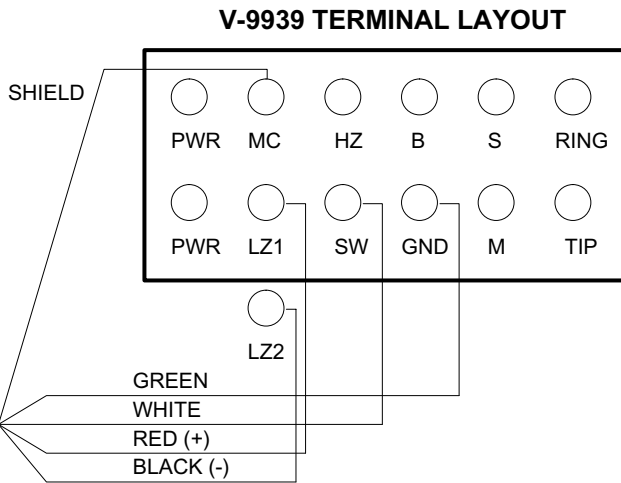 V-9939 TERMINAL LAYOUT
SHIELD
PWR MC HZ B S RING
PWR LZ1 SW GND M TIP
LZ2
GREEN
WHITE
RED (+)
BLACK (-)